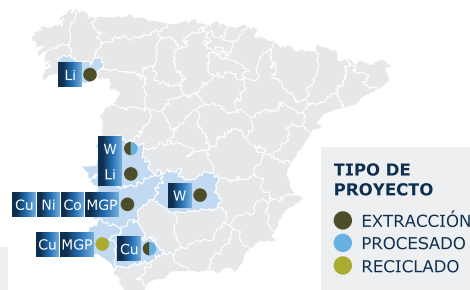 Li
W
Li
W
Cu Ni Co MGP
Cu MGP
Cu
TIPO DE
PROYECTO
EXTRACCIÓN
PROCESADO
RECICLADO